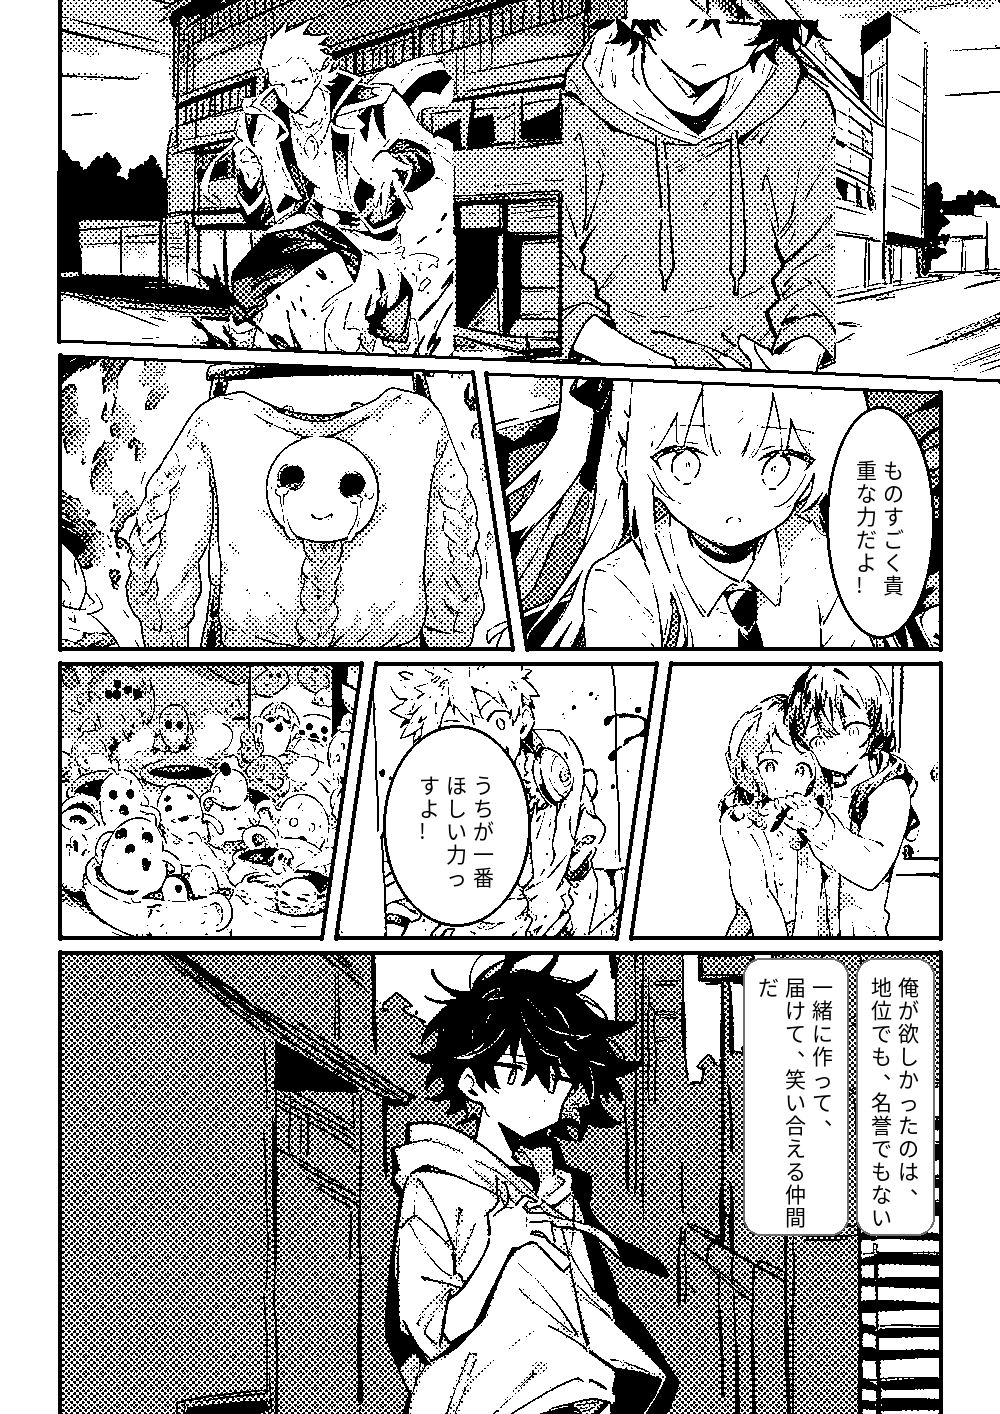 ものすごく貴
重な力だよ！
うちが一番
ほしい力っ
すよ！
俺が欲しかったのは、
地位でも、名誉でもない
一緒に作って、
届けて、笑い合える仲間
だ